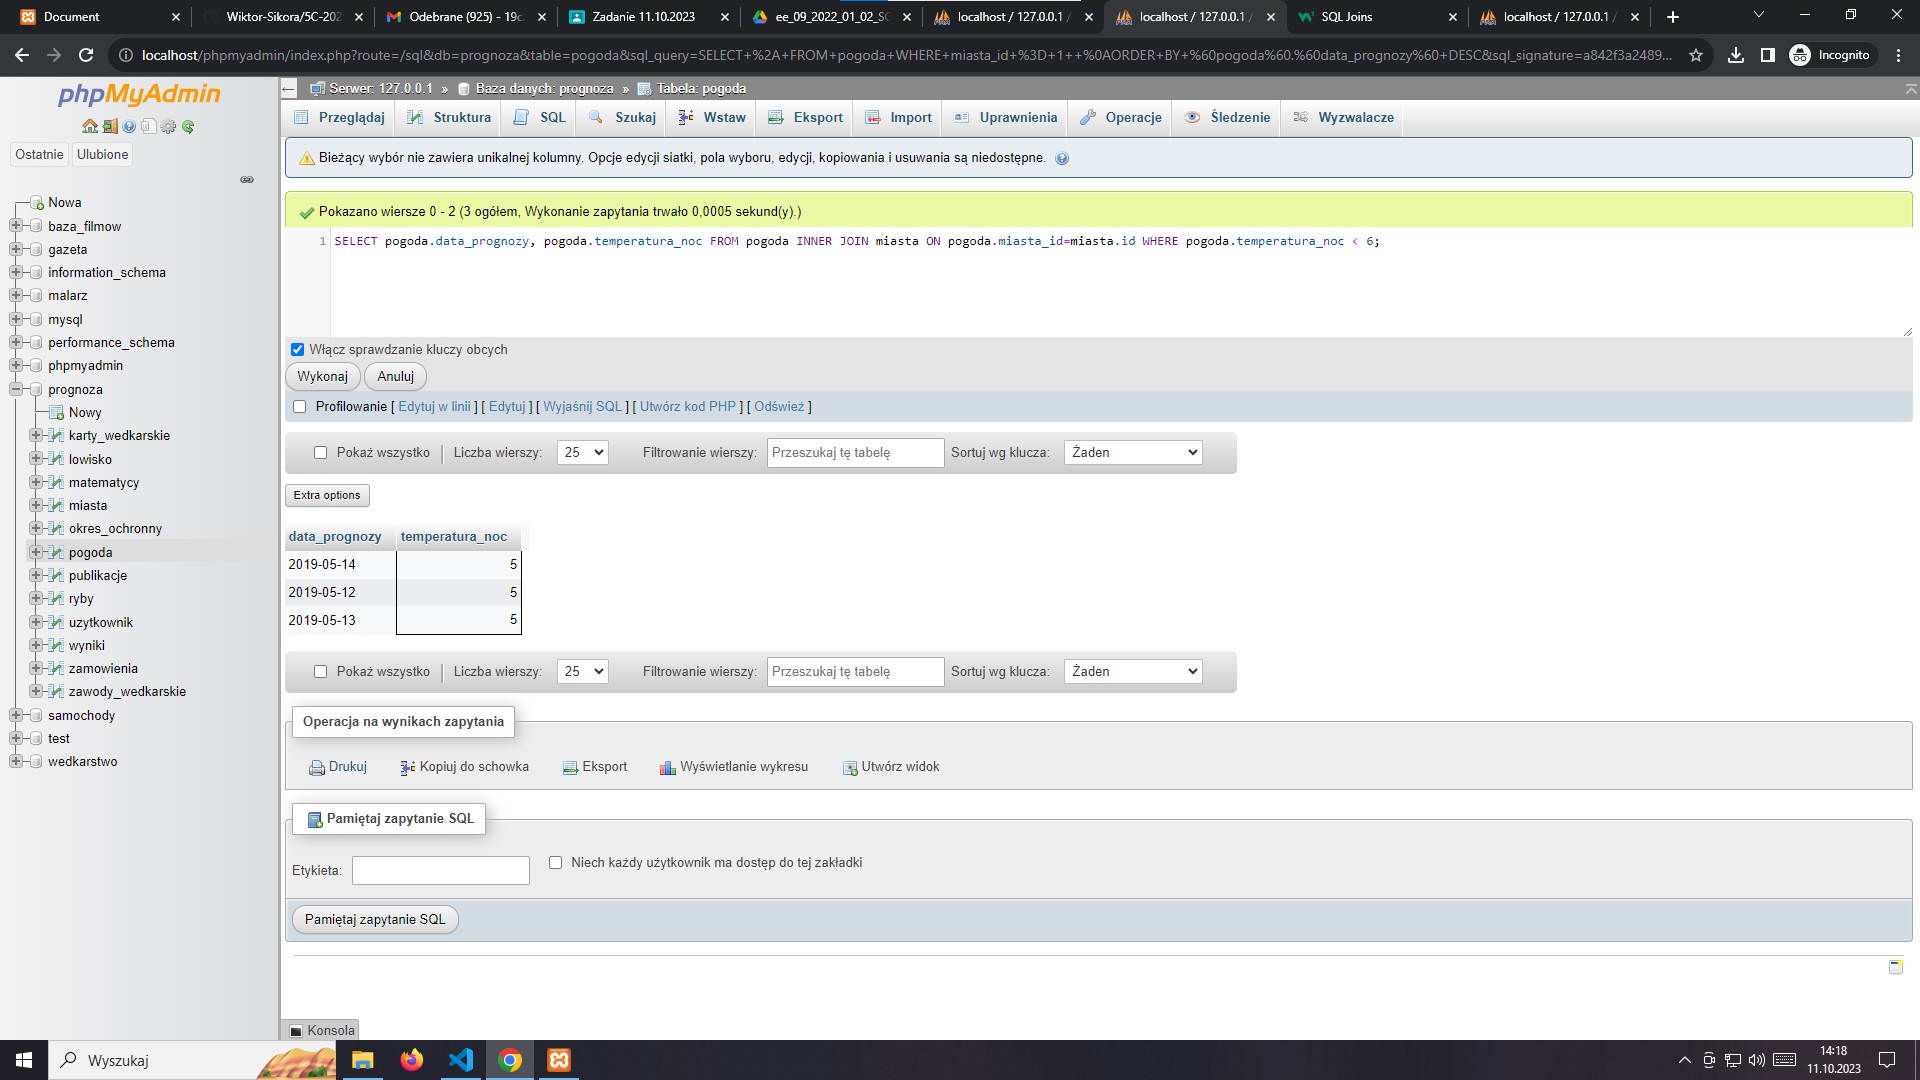 Document
Wiktor-Sikora/5C-202
Odebrane (925) - 19c.
Zadanie 11.10.2023
ee_09_2022_01_02_SC
localhost / 127.0.0.1 /
localhost / 127.0.0.1 /
SQL Joins
localhost / 127.0.0.1 /
localhost/phpmyadmin/index.php?route=/sql&db=prognoza&table=pogoda&sql_query=SELECT+%2A+FROM+pogoda+WHERE+miasta_id+%3D+1++%0AORDER+BY+%60pogoda%60.%60data_prognozy%60+DESC&sql_signature=a842f3a2489...
Incognito
phpMyAdmin
Ostatnie
Ulubione
Nowa
baza_filmow
gazeta
information_schema
malarz
mysql
performance_schema
phpmyadmin
prognoza
Nowy
karty_wedkarskie
lowisko
matematycy
miasta
okres_ochronny
pogoda
publikacje
ryby
uzytkownik
wyniki
zamowienia
zawody_wedkarskie
samochody
test
wedkarstwo
Serwer: 127.0.0.1 » Baza danych: prognoza » Tabela: pogoda
Przeglądaj Struktura SQL Szukaj Wstaw Eksport Import Uprawnienia Operacje Śledzenie Wyzwalacze
Bieżący wybór nie zawiera unikalnej kolumny. Opcje edycji siatki, pola wyboru, edycji, kopiowania i usuwania są niedostępne.
Pokazano wiersze 0 - 2 (3 ogółem, Wykonanie zapytania trwało 0,0005 sekund(y).)
1 SELECT pogoda.data_prognozy, pogoda.temperatura_noc FROM pogoda INNER JOIN miasta ON pogoda.miasta_id=miasta.id WHERE pogoda.temperatura_noc < 6;
Włącz sprawdzanie kluczy obcych
Wykonaj Anuluj
Profilowanie [ Edytuj w linii ] [ Edytuj ] [ Wyjaśnij SQL ] [ Utwórz kod PHP ] [ Odśwież ]
Pokaż wszystko Liczba wierszy: 25 Filtrowanie wierszy: Przeszukaj tę tabelę Sortuj wg klucza: Żaden
Extra options
data_prognozy temperatura_noc
2019-05-14 5
2019-05-12 5
2019-05-13 5
Pokaż wszystko Liczba wierszy: 25 Filtrowanie wierszy: Przeszukaj tę tabelę Sortuj wg klucza: Żaden
Operacja na wynikach zapytania
Drukuj Kopiuj do schowka Eksport Wyświetlanie wykresu Utwórz widok
Pamiętaj zapytanie SQL
Etykieta: Niech każdy użytkownik ma dostęp do tej zakładki
Pamiętaj zapytanie SQL
Konsola
Wyszukaj
14:18
11.10.2023